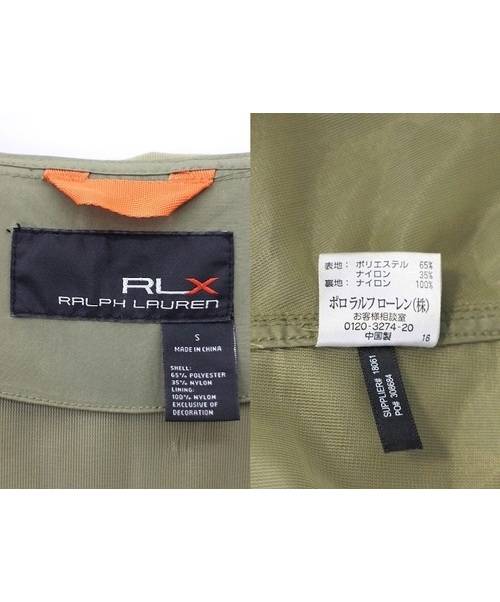 RLX
RALPH LAUREN
S
MADE IN CHINA
SHELL:
65% POLYESTER
35% NYLON
LINING:
100% NYLON
EXCLUSIVE OF
DECORATION
表地: ポリエステル 65%
ナイロン 35%
裏地: ナイロン 100%
ポロ ラルフ ローレン(株)
お客様相談室
0120-3274-20
中国製 16
SUPPLIER# 18061
PO# 308684